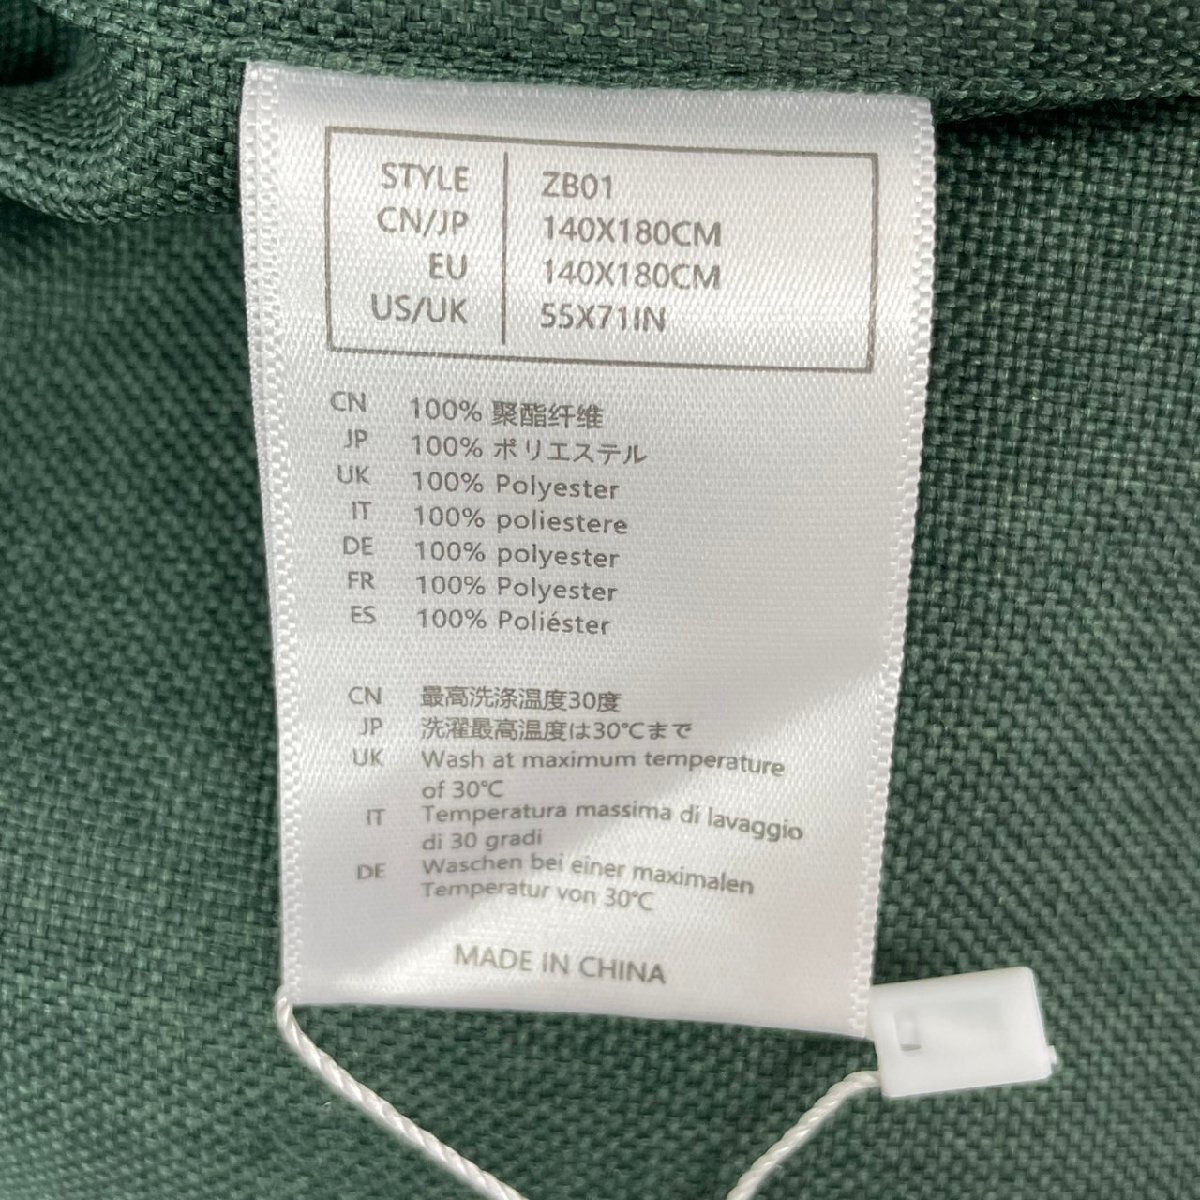 STYLE ZB01
CN/JP 140X180CM
EU 140X180CM
US/UK 55X71IN
CN 100% 聚酯纤维
JP 100% ポリエステル
UK 100% Polyester
IT 100% poliestere
DE 100% polyester
FR 100% Polyester
ES 100% Poliéster
CN 最高洗涤温度30度
JP 洗濯最高温度は30℃まで
UK Wash at maximum temperature
of 30℃
IT Temperatura massima di lavaggio
di 30 gradi
DE Waschen bei einer maximalen
Temperatur von 30℃
MADE IN CHINA